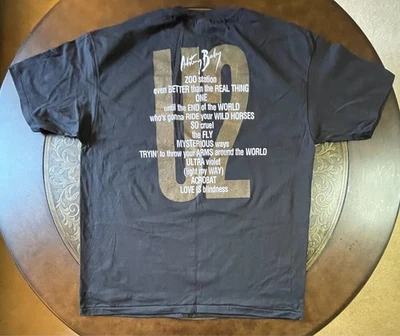 Achtung Baby
U2
ZOO station
even BETTER than the REAL THING
ONE
until the END of the WORLD
who's gonna RIDE your WILD HORSES
SO cruel
the FLY
MYSTERIOUS ways
TRYIN' to throw your ARMS around the WORLD
ULTRA violet
(light my WAY)
ACROBAT
LOVE IS blindness